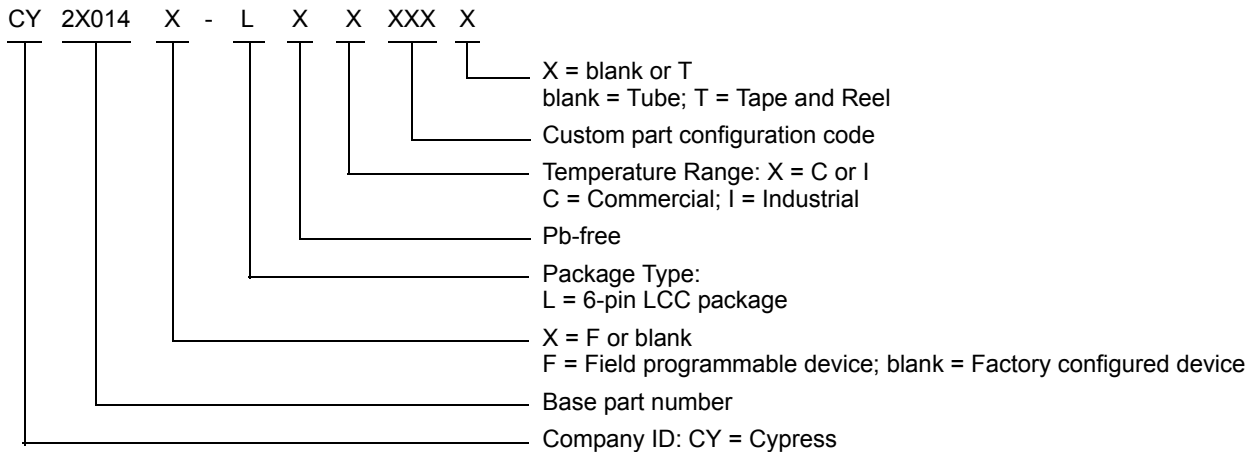 CY 2X014 X - L X X XXX X
X = blank or T
blank = Tube; T = Tape and Reel
Custom part configuration code
Temperature Range: X = C or I
C = Commercial; I = Industrial
Pb-free
Package Type:
L = 6-pin LCC package
X = F or blank
F = Field programmable device; blank = Factory configured device
Base part number
Company ID: CY = Cypress